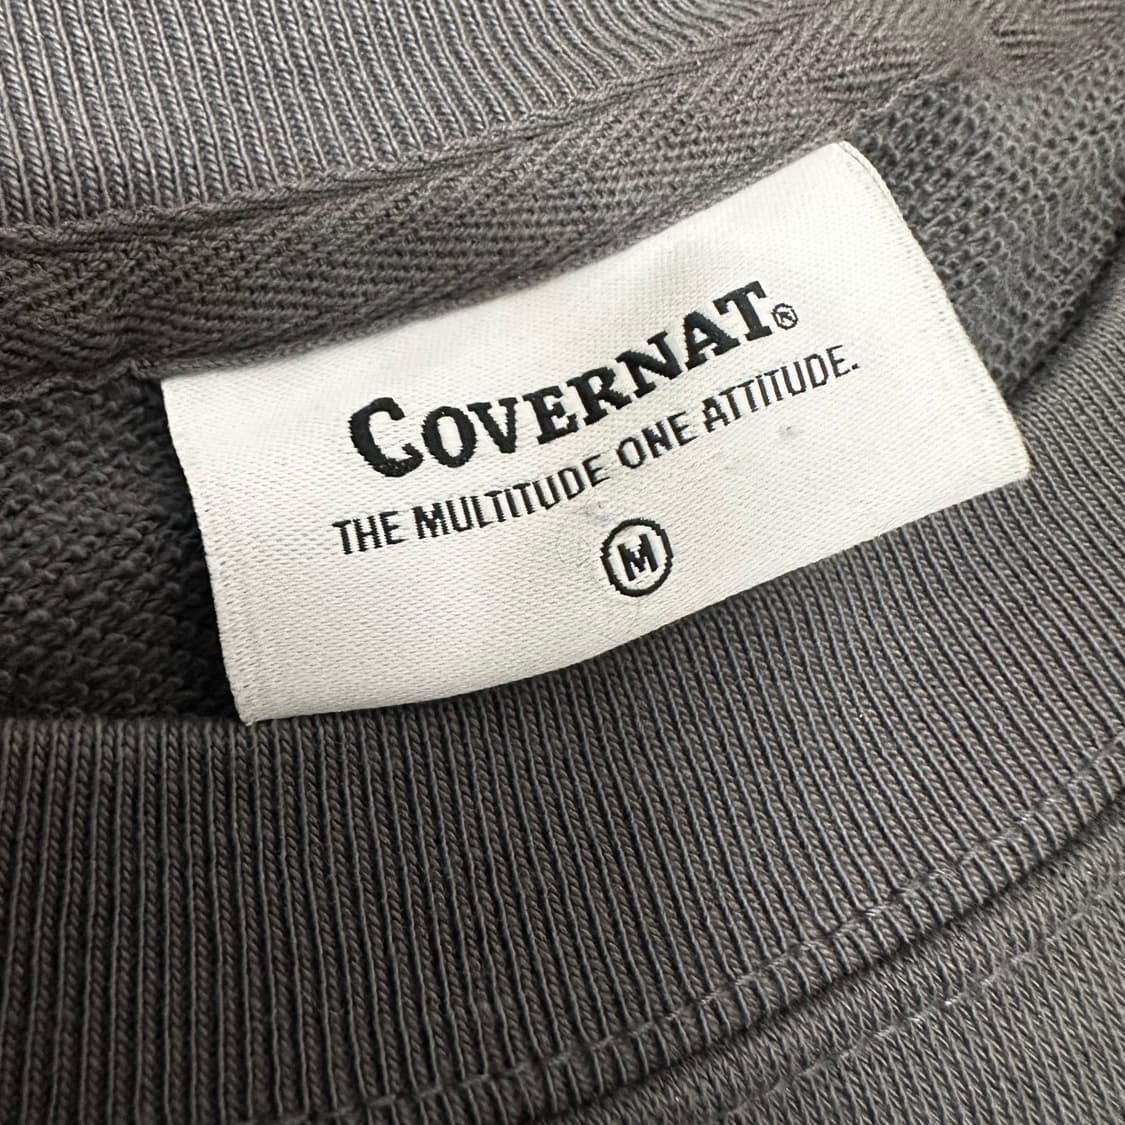 COVERNAT®
THE MULTITUDE ONE ATTITUDE.
M